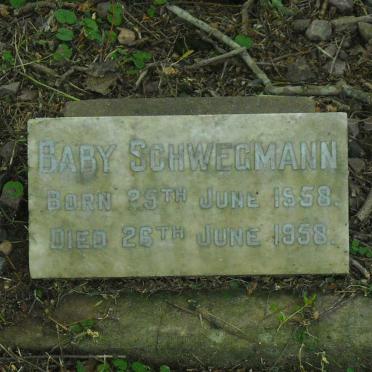 BABY SCHWEGMANN
BORN 25TH JUNE 1958.
DIED 26TH JUNE 1958.